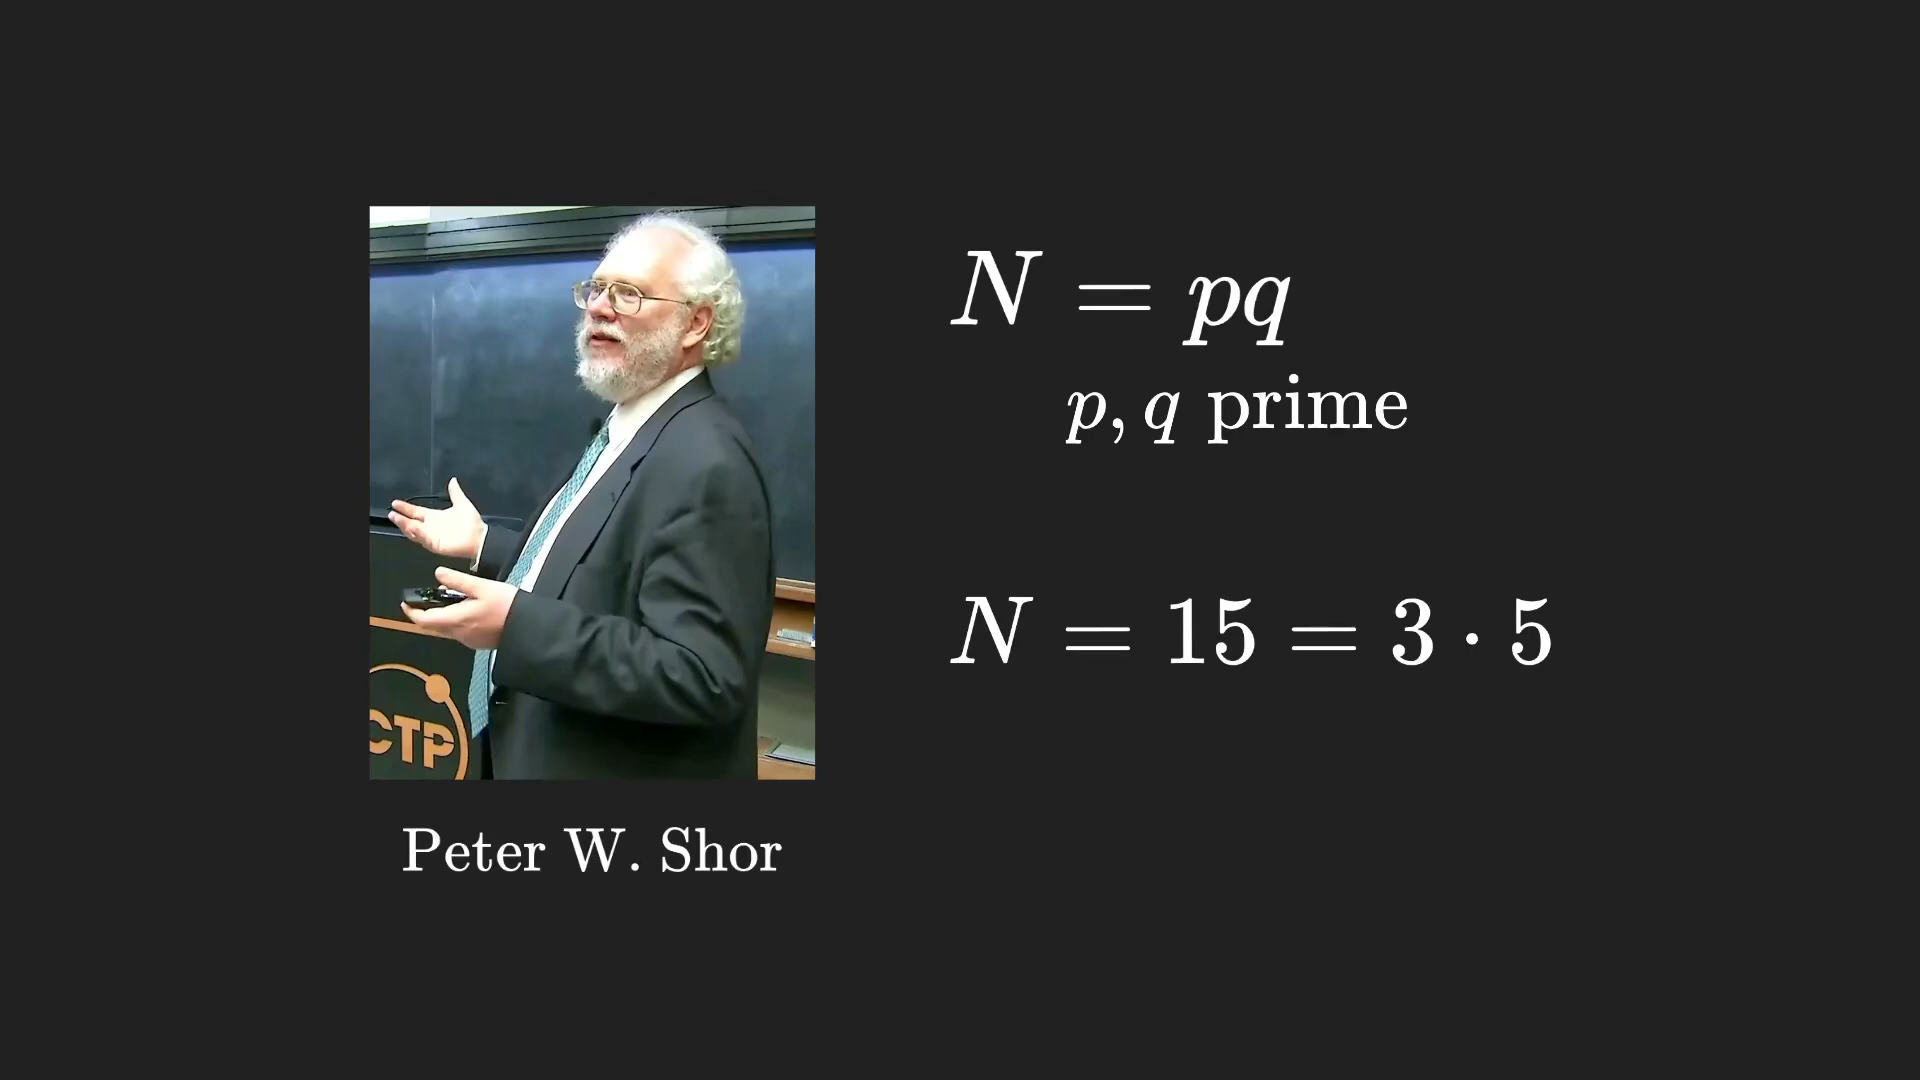 N = pq
p, q prime
N = 15 = 3 · 5
CTP
Peter W. Shor